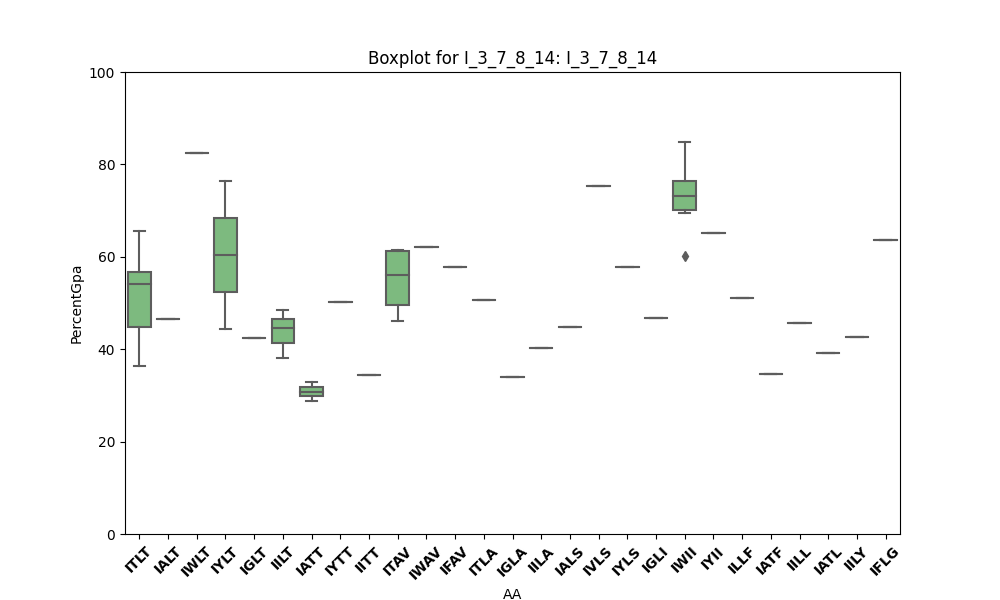 Boxplot for I_3_7_8_14: I_3_7_8_14
100
80
60
40
20
0
PercentGpa
ITLT IALT IWLT IYLT IGLT IILT IATT IYTT IITT ITAV IWAV IFAV ITLA IGLA IILA IALS IVLS IYLS IGLI IWII IYII ILLF IATF IILL IATL IILY IFLG
AA